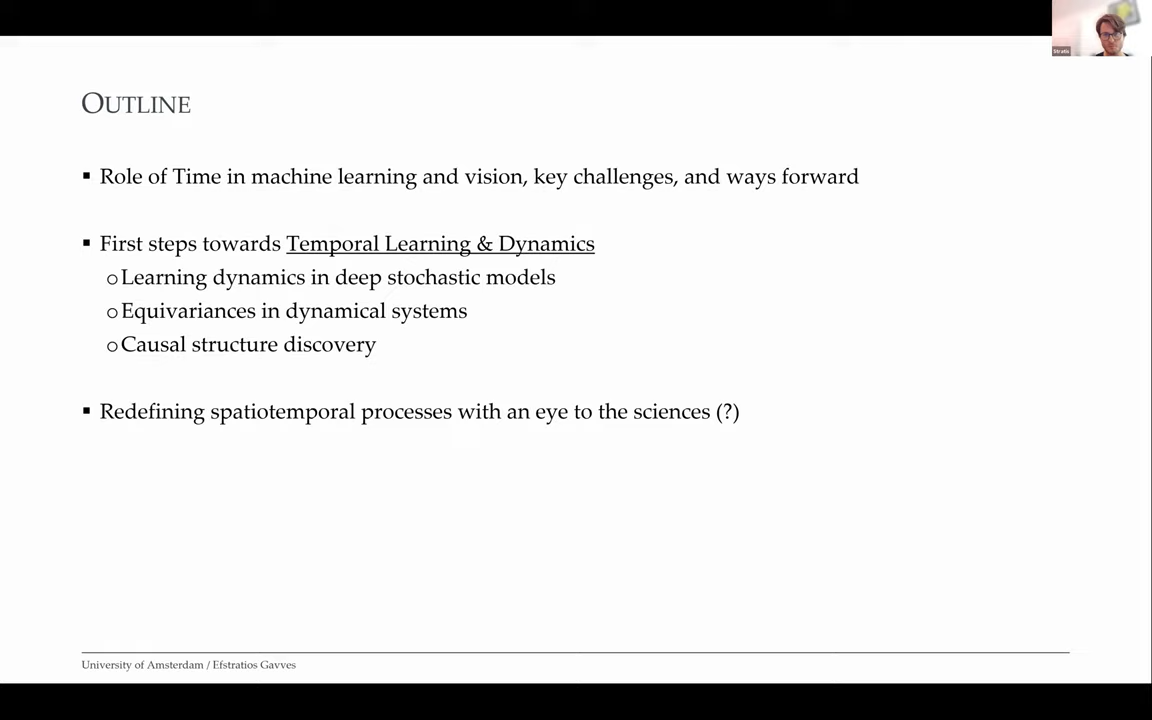 Stratis
OUTLINE
▪ Role of Time in machine learning and vision, key challenges, and ways forward
▪ First steps towards Temporal Learning & Dynamics
o Learning dynamics in deep stochastic models
o Equivariances in dynamical systems
o Causal structure discovery
▪ Redefining spatiotemporal processes with an eye to the sciences (?)
University of Amsterdam / Efstratios Gavves